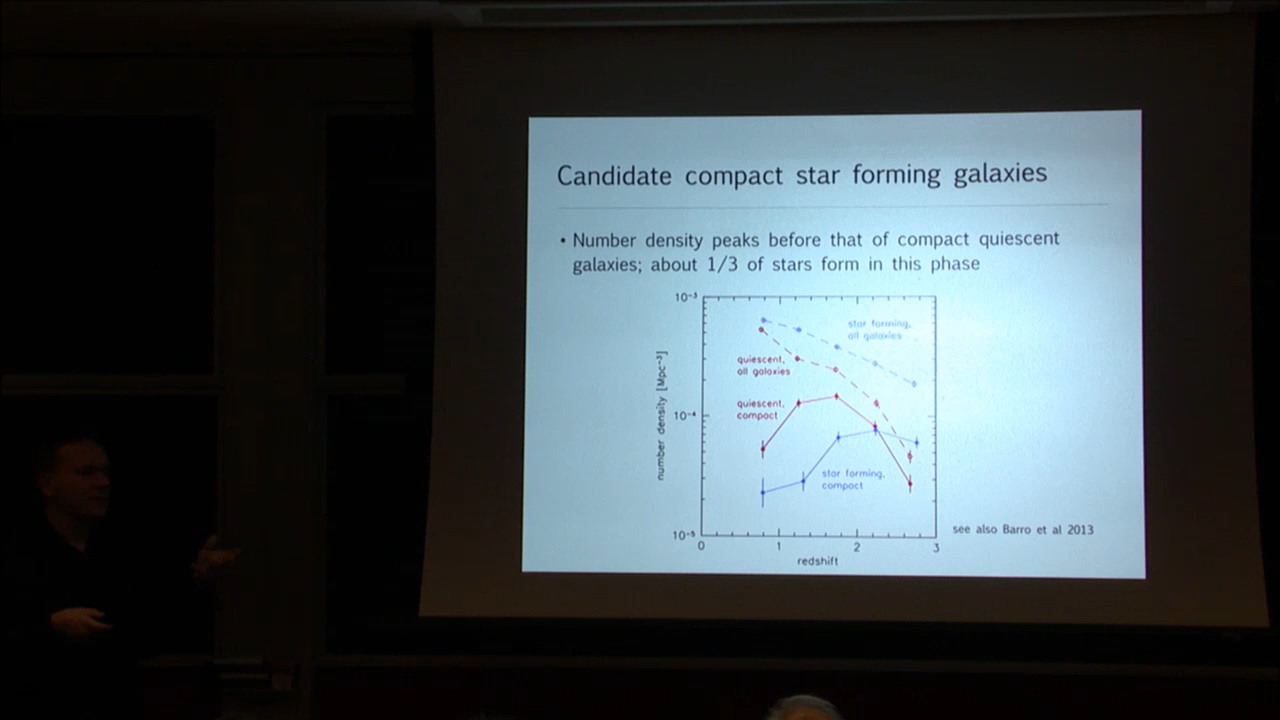 Candidate compact star forming galaxies
• Number density peaks before that of compact quiescent
galaxies; about 1/3 of stars form in this phase
10⁻³
star forming,
all galaxies
quiescent,
all galaxies
quiescent,
compact
10⁻⁴
star forming,
compact
10⁻⁵
number density [Mpc⁻³]
0 1 2 3
redshift
see also Barro et al 2013